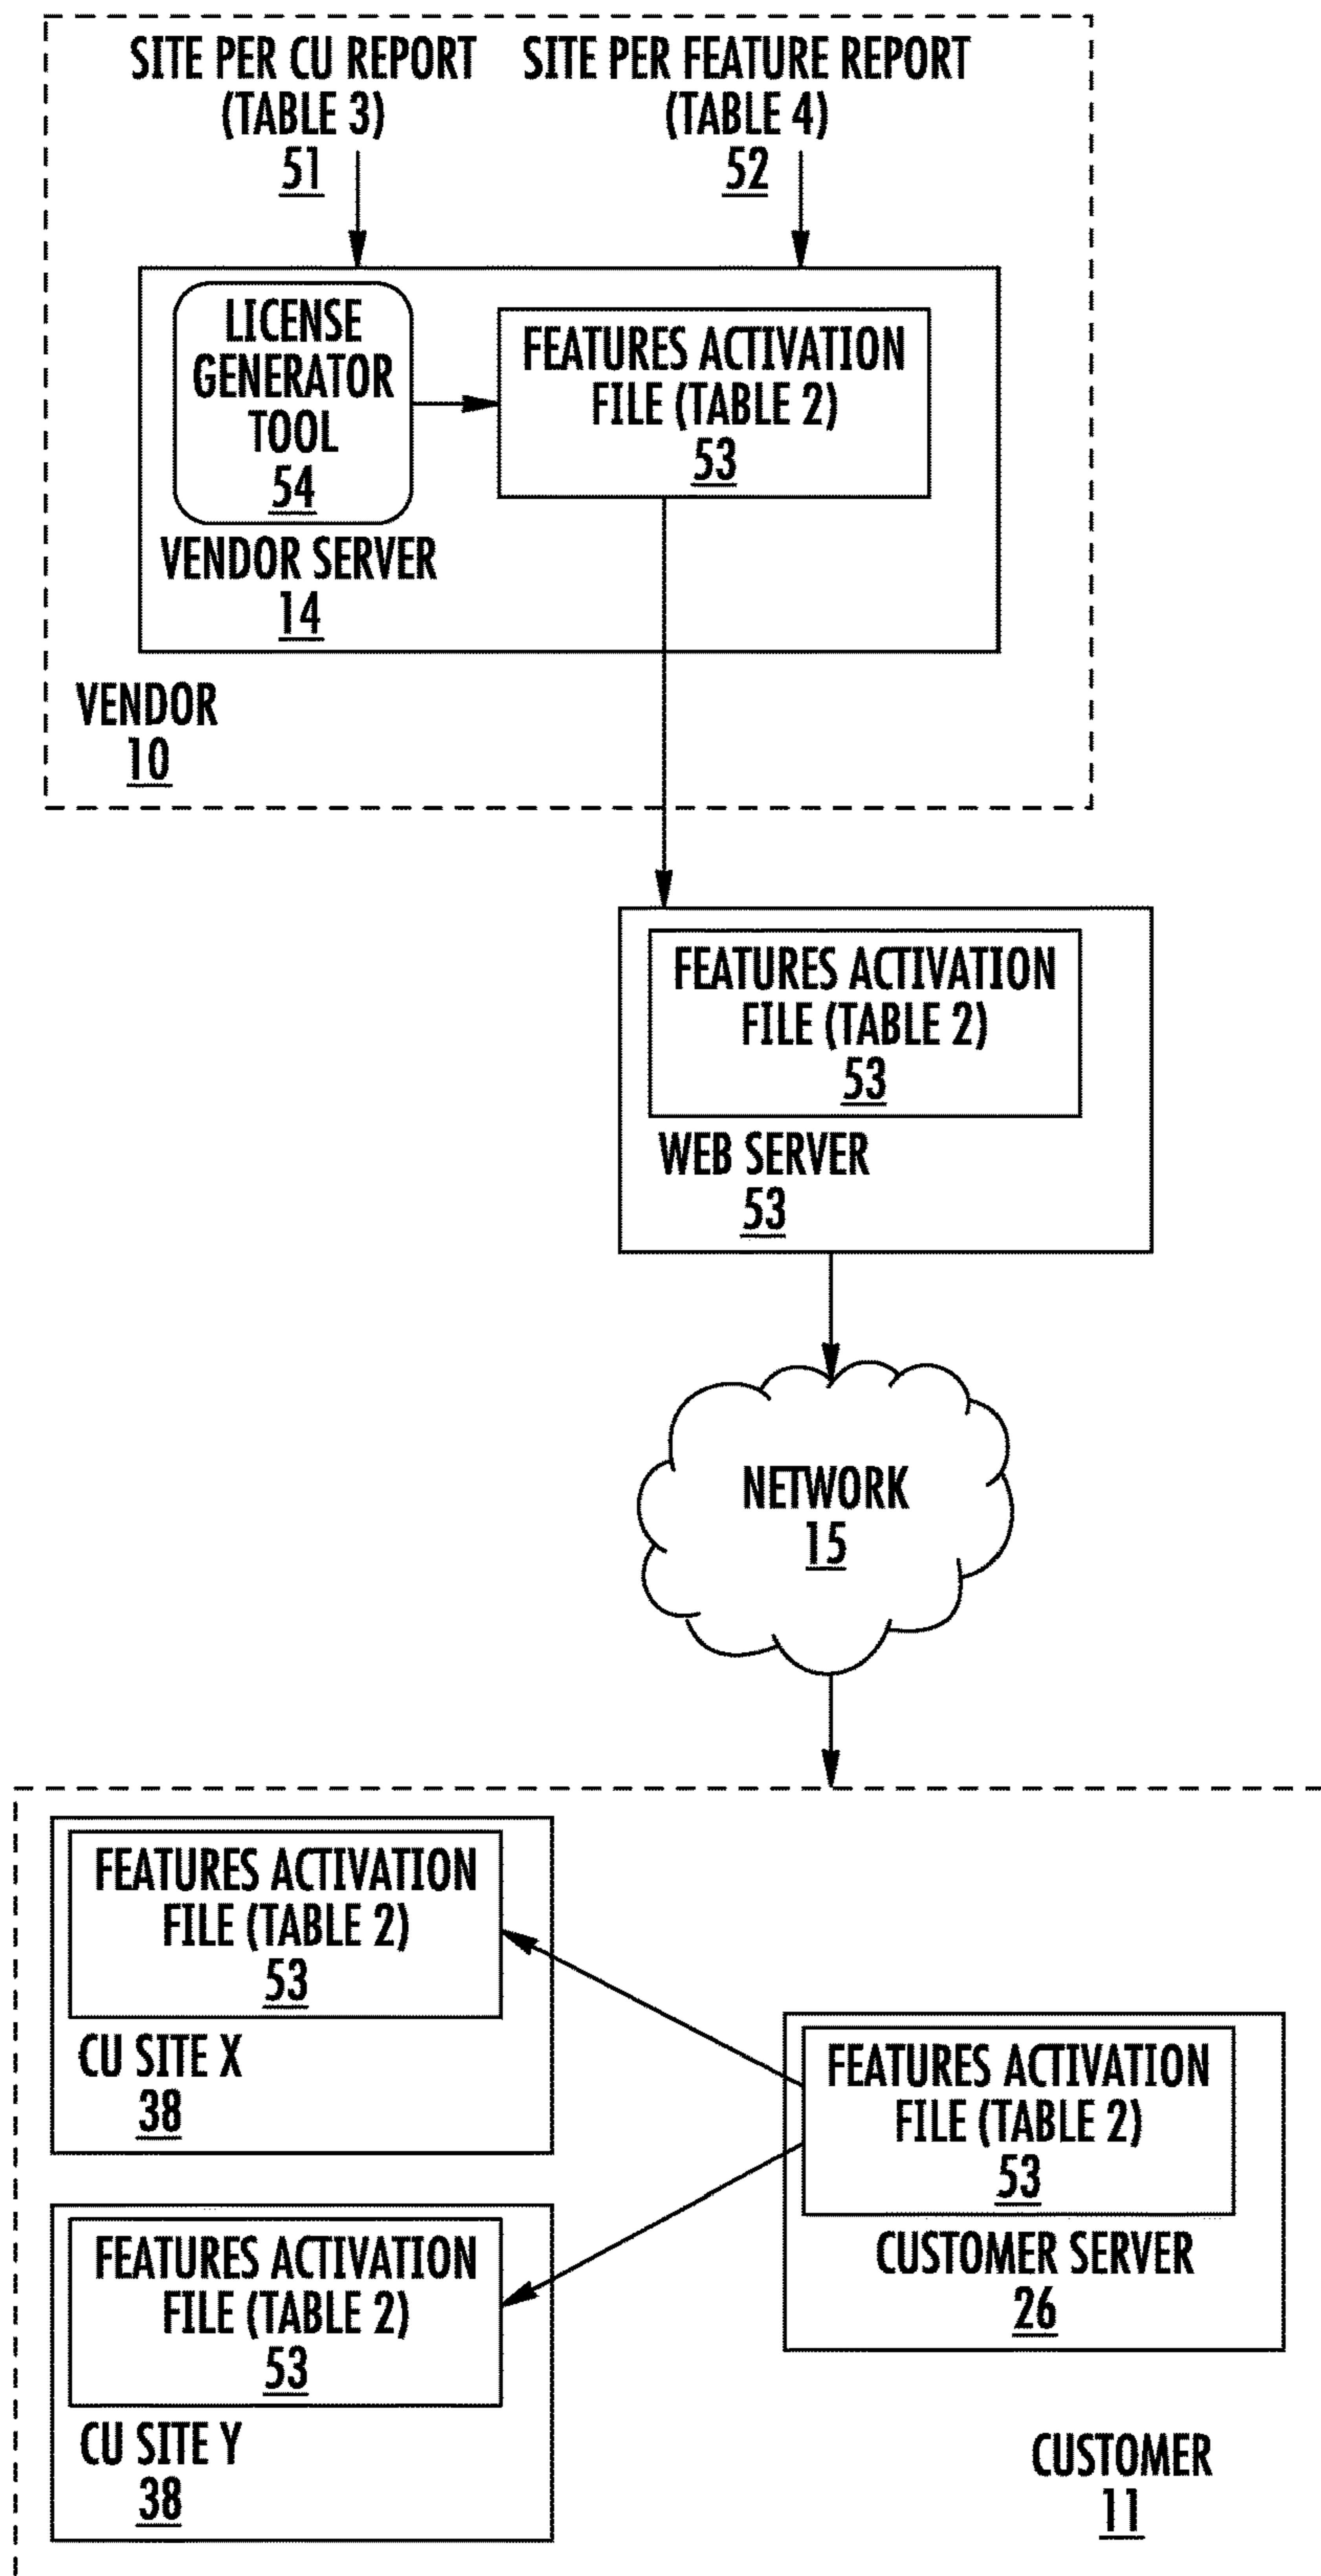 SITE PER CU REPORT
(TABLE 3)
51
SITE PER FEATURE REPORT
(TABLE 4)
52
LICENSE
GENERATOR
TOOL
54
FEATURES ACTIVATION
FILE (TABLE 2)
53
VENDOR SERVER
14
VENDOR
10
FEATURES ACTIVATION
FILE (TABLE 2)
53
WEB SERVER
53
NETWORK
15
FEATURES ACTIVATION
FILE (TABLE 2)
53
CU SITE X
38
FEATURES ACTIVATION
FILE (TABLE 2)
53
CUSTOMER SERVER
26
FEATURES ACTIVATION
FILE (TABLE 2)
53
CU SITE Y
38
CUSTOMER
11